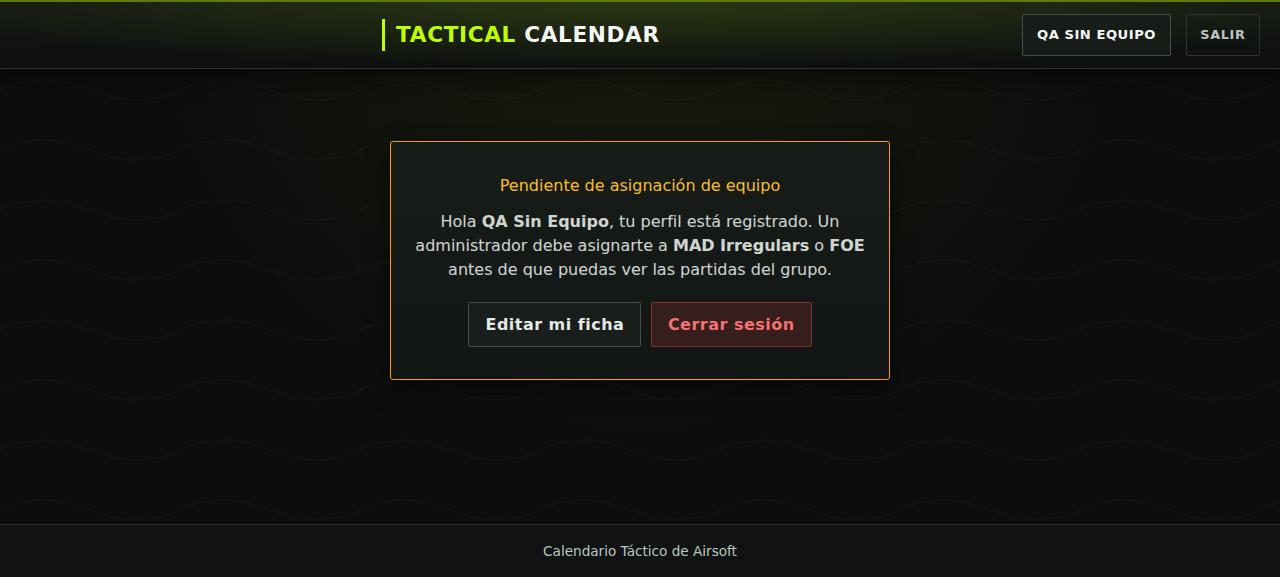 TACTICAL CALENDAR
QA SIN EQUIPO
SALIR
Pendiente de asignación de equipo
Hola QA Sin Equipo, tu perfil está registrado. Un
administrador debe asignarte a MAD Irregulars o FOE
antes de que puedas ver las partidas del grupo.
Editar mi ficha
Cerrar sesión
Calendario Táctico de Airsoft